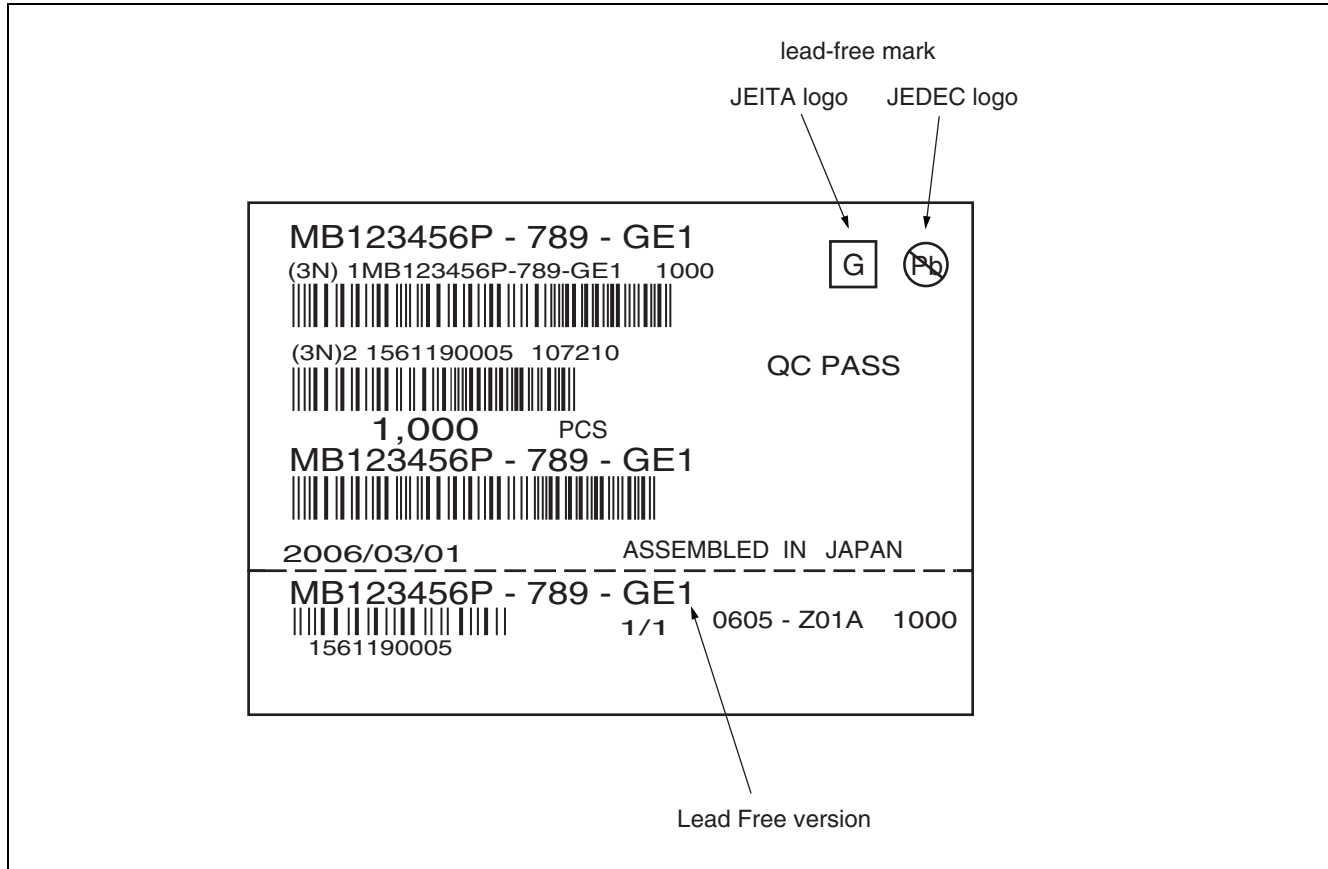 lead-free mark
JEITA logo JEDEC logo
MB123456P - 789 - GE1
(3N) 1MB123456P-789-GE1 1000
G Pb
(3N)2 1561190005 107210
QC PASS
1,000 PCS
MB123456P - 789 - GE1
2006/03/01 ASSEMBLED IN JAPAN
MB123456P - 789 - GE1
1/1 0605 - Z01A 1000
1561190005
Lead Free version